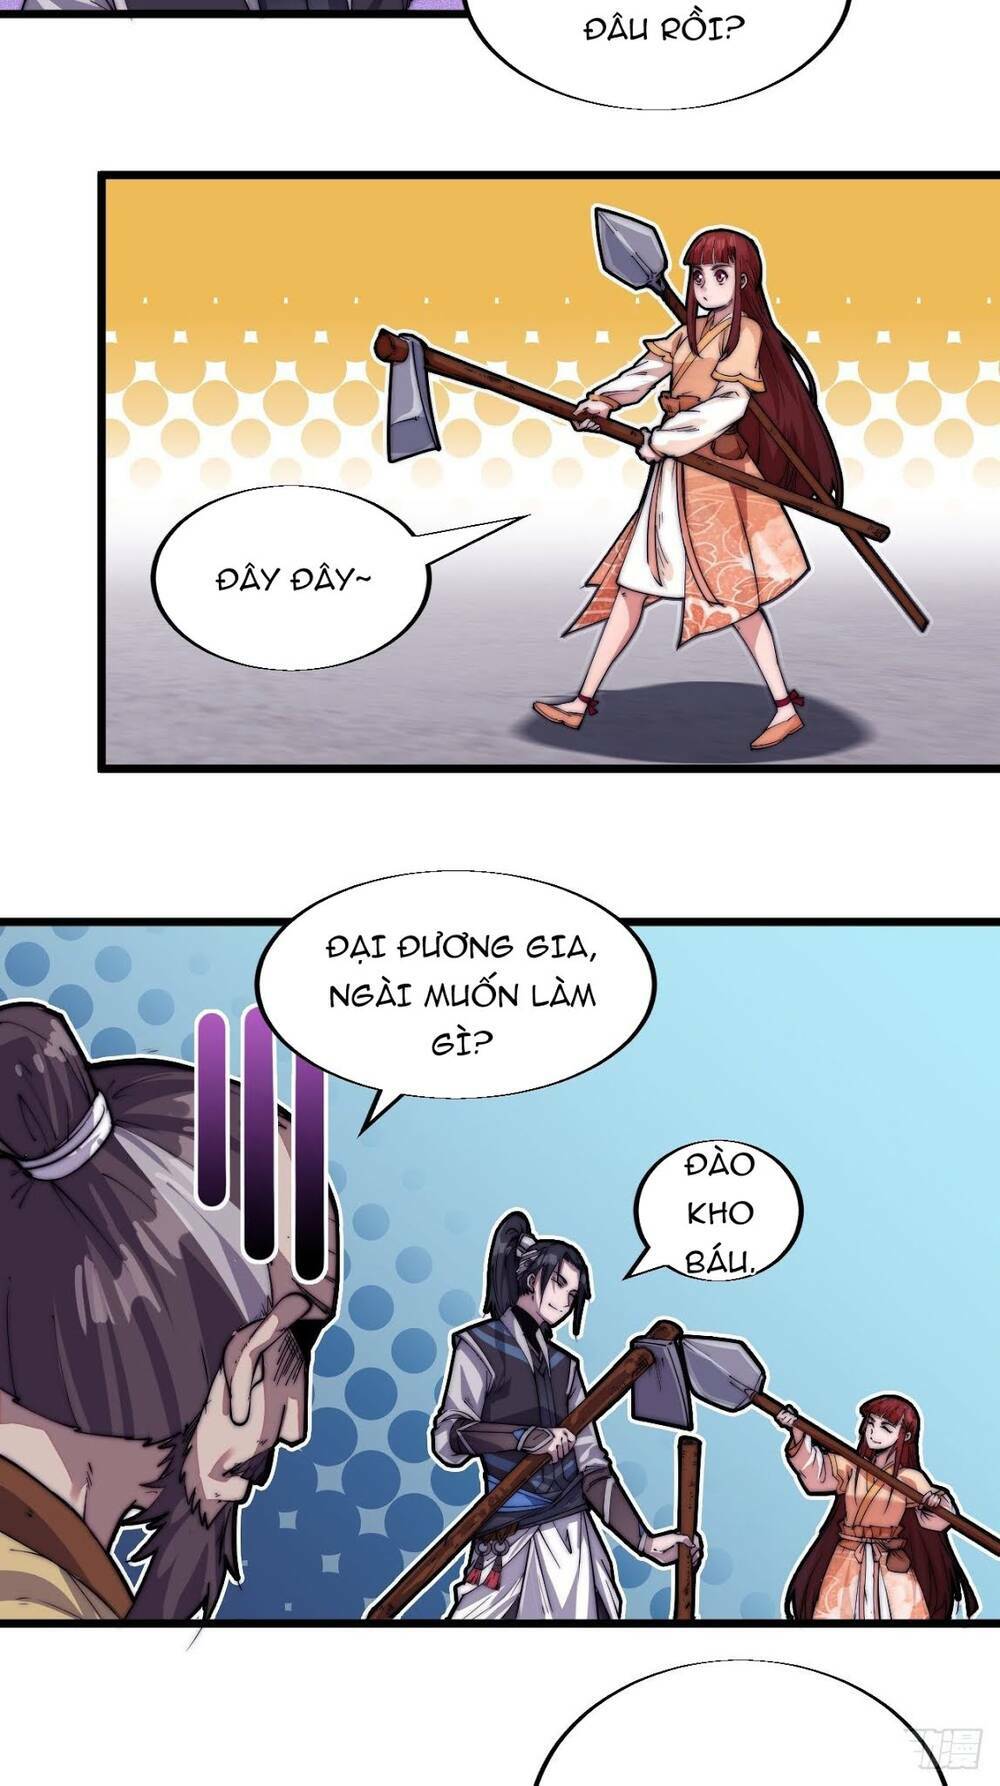 ĐÂU RỒI?
ĐÂY ĐÂY~
ĐẠI ĐƯƠNG GIA,
NGÀI MUỐN LÀM
GÌ?
ĐÀO
KHO
BÁU.